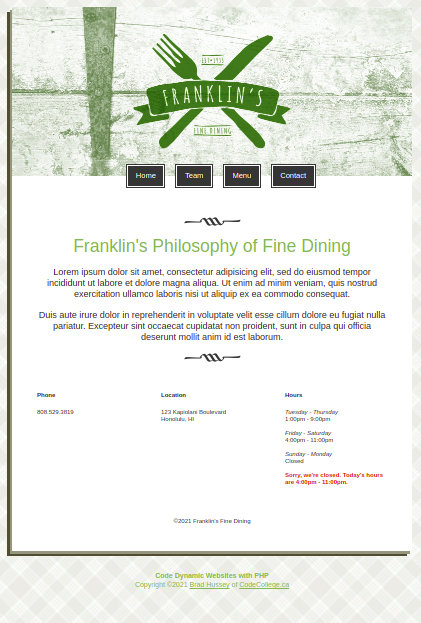 EST•1935
FRANKLIN'S
FINE DINING
Home Team Menu Contact
Franklin's Philosophy of Fine Dining
Lorem ipsum dolor sit amet, consectetur adipisicing elit, sed do eiusmod tempor
incididunt ut labore et dolore magna aliqua. Ut enim ad minim veniam, quis nostrud
exercitation ullamco laboris nisi ut aliquip ex ea commodo consequat.
Duis aute irure dolor in reprehenderit in voluptate velit esse cillum dolore eu fugiat nulla
pariatur. Excepteur sint occaecat cupidatat non proident, sunt in culpa qui officia
deserunt mollit anim id est laborum.
Phone
808.529.3819
Location
123 Kapiolani Boulevard
Honolulu, HI
Hours
Tuesday - Thursday
1:00pm - 9:00pm
Friday - Saturday
4:00pm - 11:00pm
Sunday - Monday
Closed
Sorry, we're closed. Today's hours
are 4:00pm - 11:00pm.
©2021 Franklin's Fine Dining
Code Dynamic Websites with PHP
Copyright ©2021 Brad Hussey of CodeCollege.ca